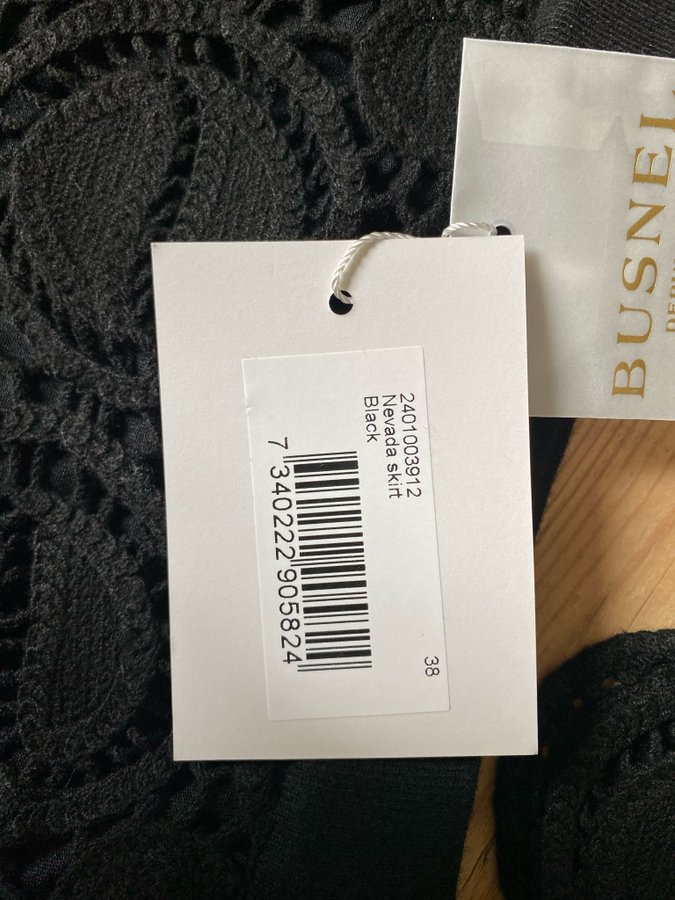 BUSNEL
2401003912
Nevada skirt
Black
7 340222 905824
38